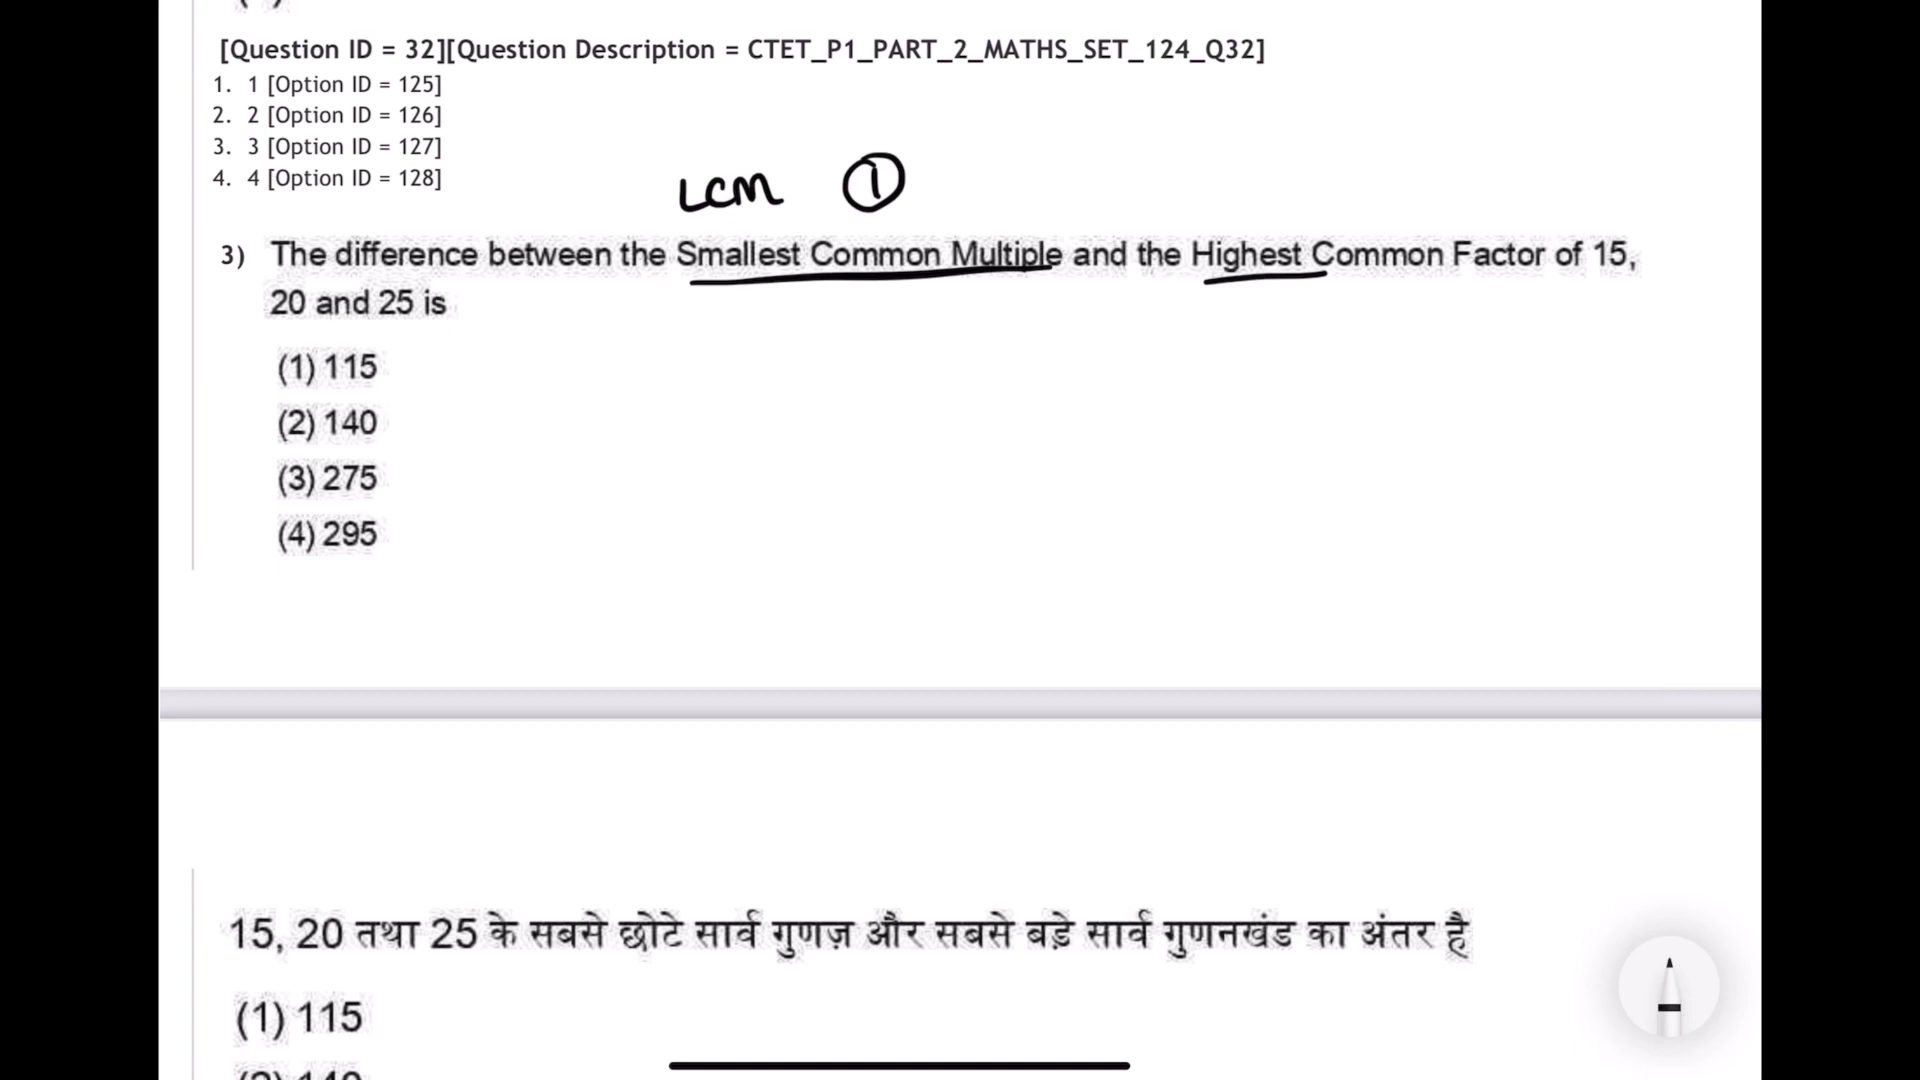 [Question ID = 32][Question Description = CTET_P1_PART_2_MATHS_SET_124_Q32]
1. 1 [Option ID = 125]
2. 2 [Option ID = 126]
3. 3 [Option ID = 127]
4. 4 [Option ID = 128]
LCM ①
3) The difference between the Smallest Common Multiple and the Highest Common Factor of 15,
20 and 25 is
(1) 115
(2) 140
(3) 275
(4) 295
15, 20 तथा 25 के सबसे छोटे सार्व गुणज़ और सबसे बड़े सार्व गुणनखंड का अंतर है
(1) 115
(2) 140